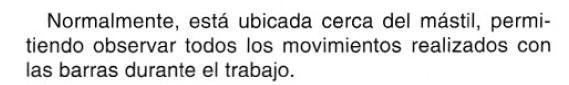 Normalmente, está ubicada cerca del mástil, permi-
tiendo observar todos los movimientos realizados con
las barras durante el trabajo.